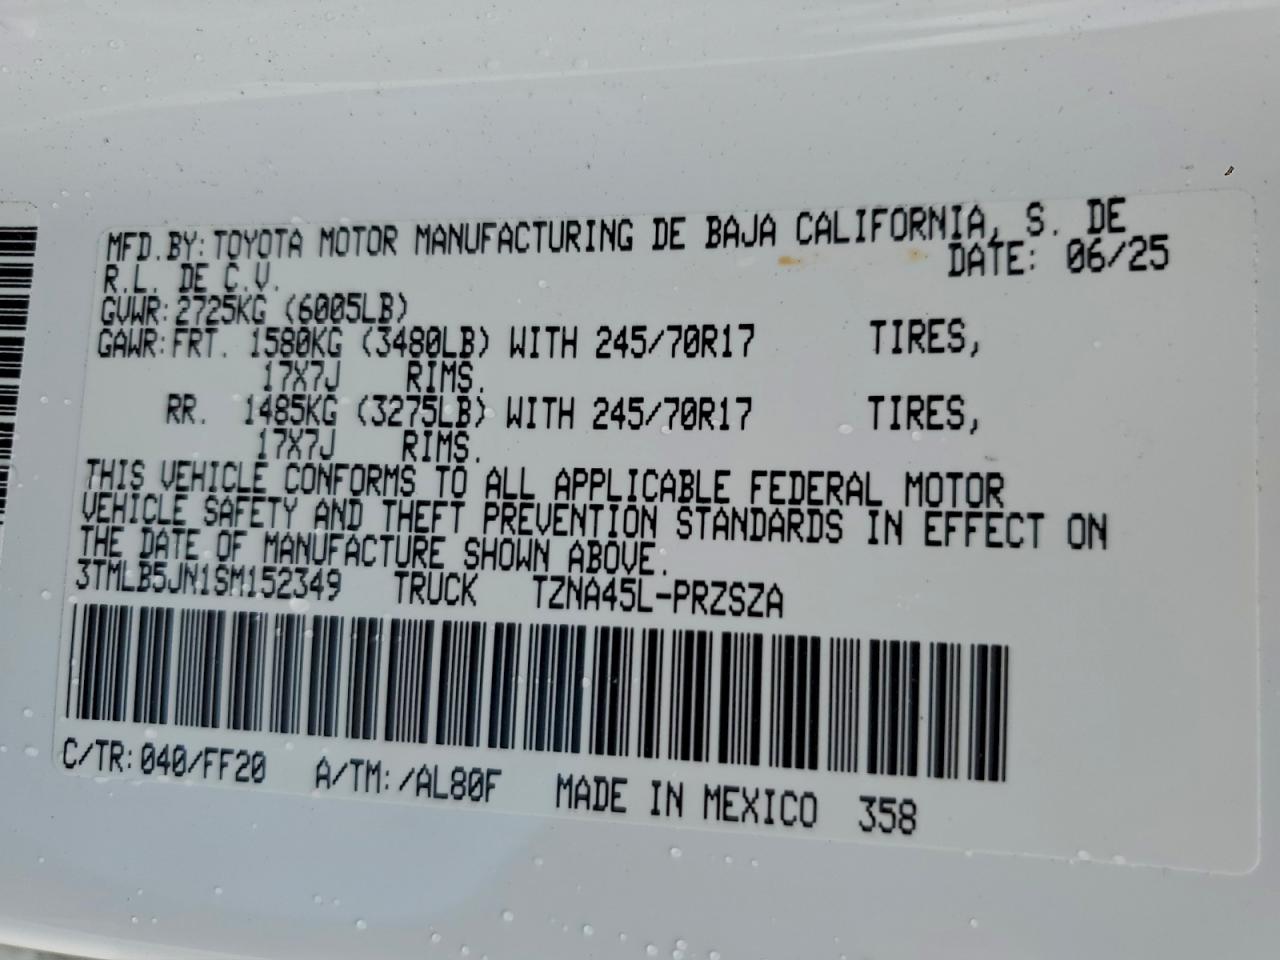 MFD.BY:TOYOTA MOTOR MANUFACTURING DE BAJA CALIFORNIA, S. DE
R.L. DE C.V. DATE: 06/25
GVWR:2725KG (6005LB)
GAWR:FRT. 1580KG (3480LB) WITH 245/70R17 TIRES,
17X7J RIMS.
RR. 1485KG (3275LB) WITH 245/70R17 TIRES,
17X7J RIMS.
THIS VEHICLE CONFORMS TO ALL APPLICABLE FEDERAL MOTOR
VEHICLE SAFETY AND THEFT PREVENTION STANDARDS IN EFFECT ON
THE DATE OF MANUFACTURE SHOWN ABOVE.
3TMLB5JN1SM152349 TRUCK TZNA45L-PRZSZA
C/TR:040/FF20 A/TM:/AL80F MADE IN MEXICO 358